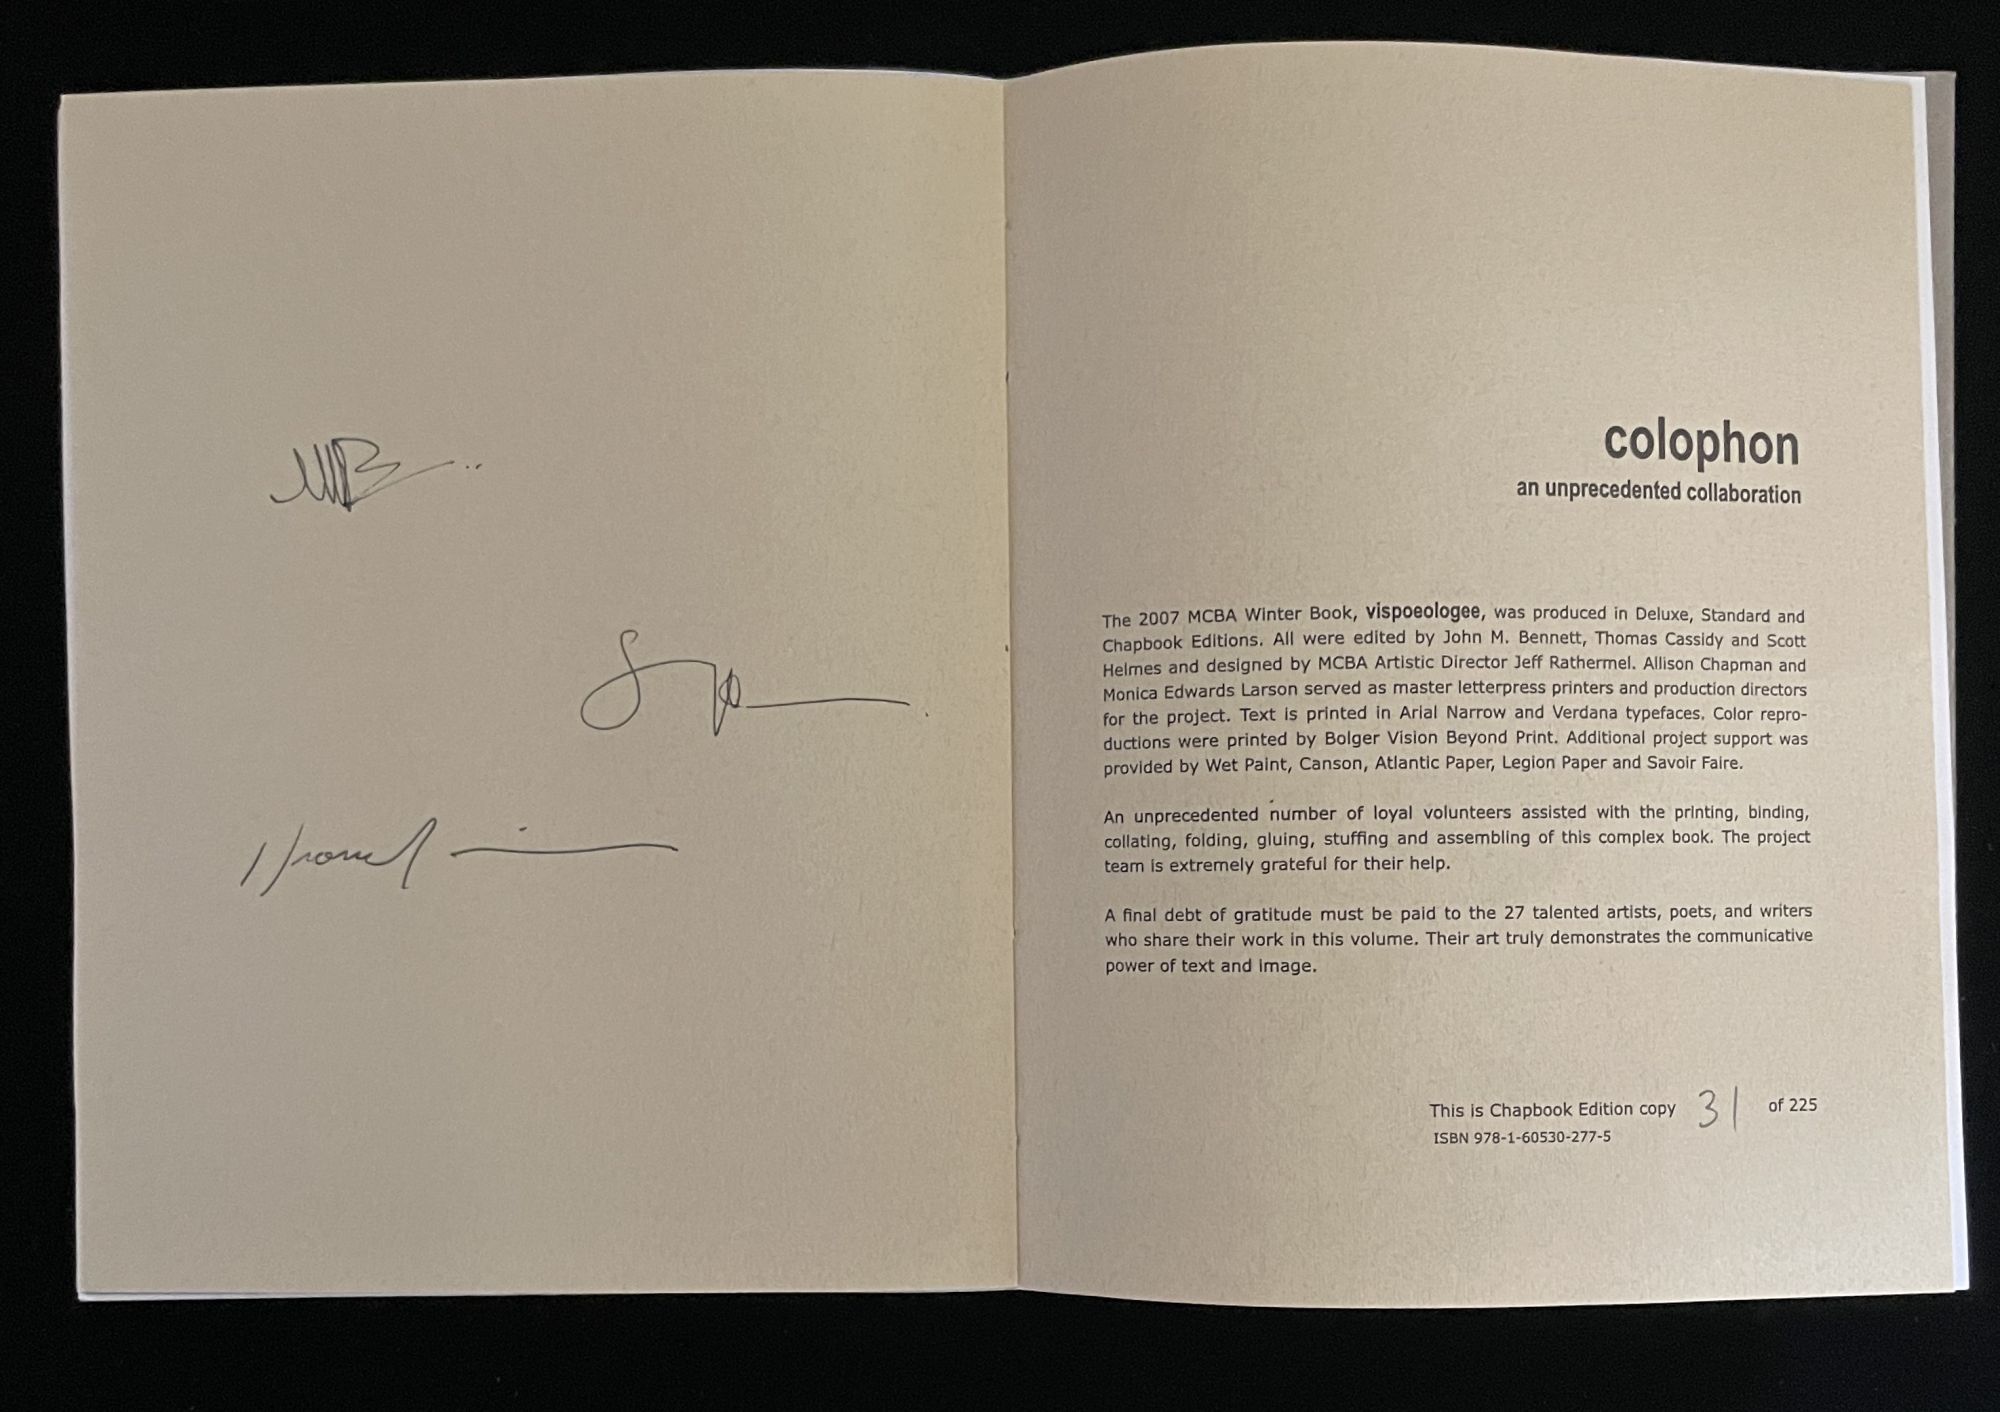 colophon
an unprecedented collaboration
The 2007 MCBA Winter Book, vispoeologee, was produced in Deluxe, Standard and
Chapbook Editions. All were edited by John M. Bennett, Thomas Cassidy and Scott
Helmes and designed by MCBA Artistic Director Jeff Rathermel. Allison Chapman and
Monica Edwards Larson served as master letterpress printers and production directors
for the project. Text is printed in Arial Narrow and Verdana typefaces. Color repro-
ductions were printed by Bolger Vision Beyond Print. Additional project support was
provided by Wet Paint, Canson, Atlantic Paper, Legion Paper and Savoir Faire.
An unprecedented number of loyal volunteers assisted with the printing, binding,
collating, folding, gluing, stuffing and assembling of this complex book. The project
team is extremely grateful for their help.
A final debt of gratitude must be paid to the 27 talented artists, poets, and writers
who share their work in this volume. Their art truly demonstrates the communicative
power of text and image.
This is Chapbook Edition copy 31 of 225
ISBN 978-1-60530-277-5